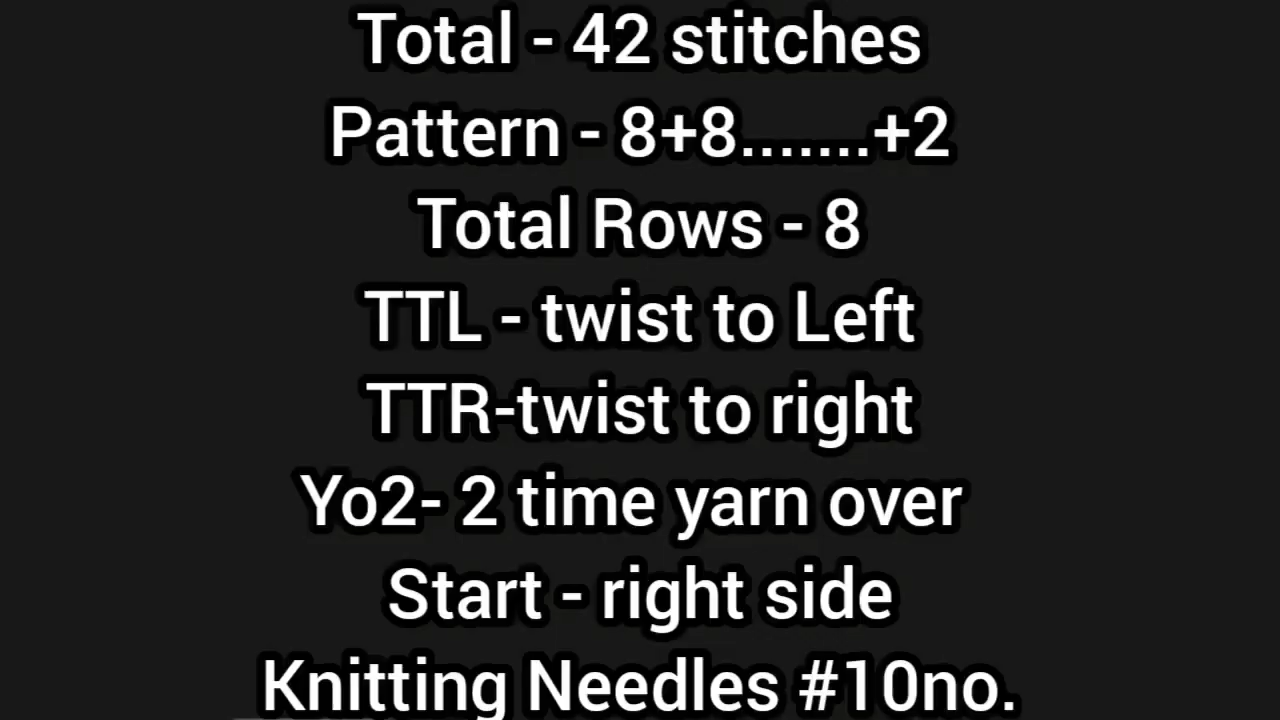 Total - 42 stitches
Pattern - 8+8.......+2
Total Rows - 8
TTL - twist to Left
TTR-twist to right
Yo2- 2 time yarn over
Start - right side
Knitting Needles #10no.